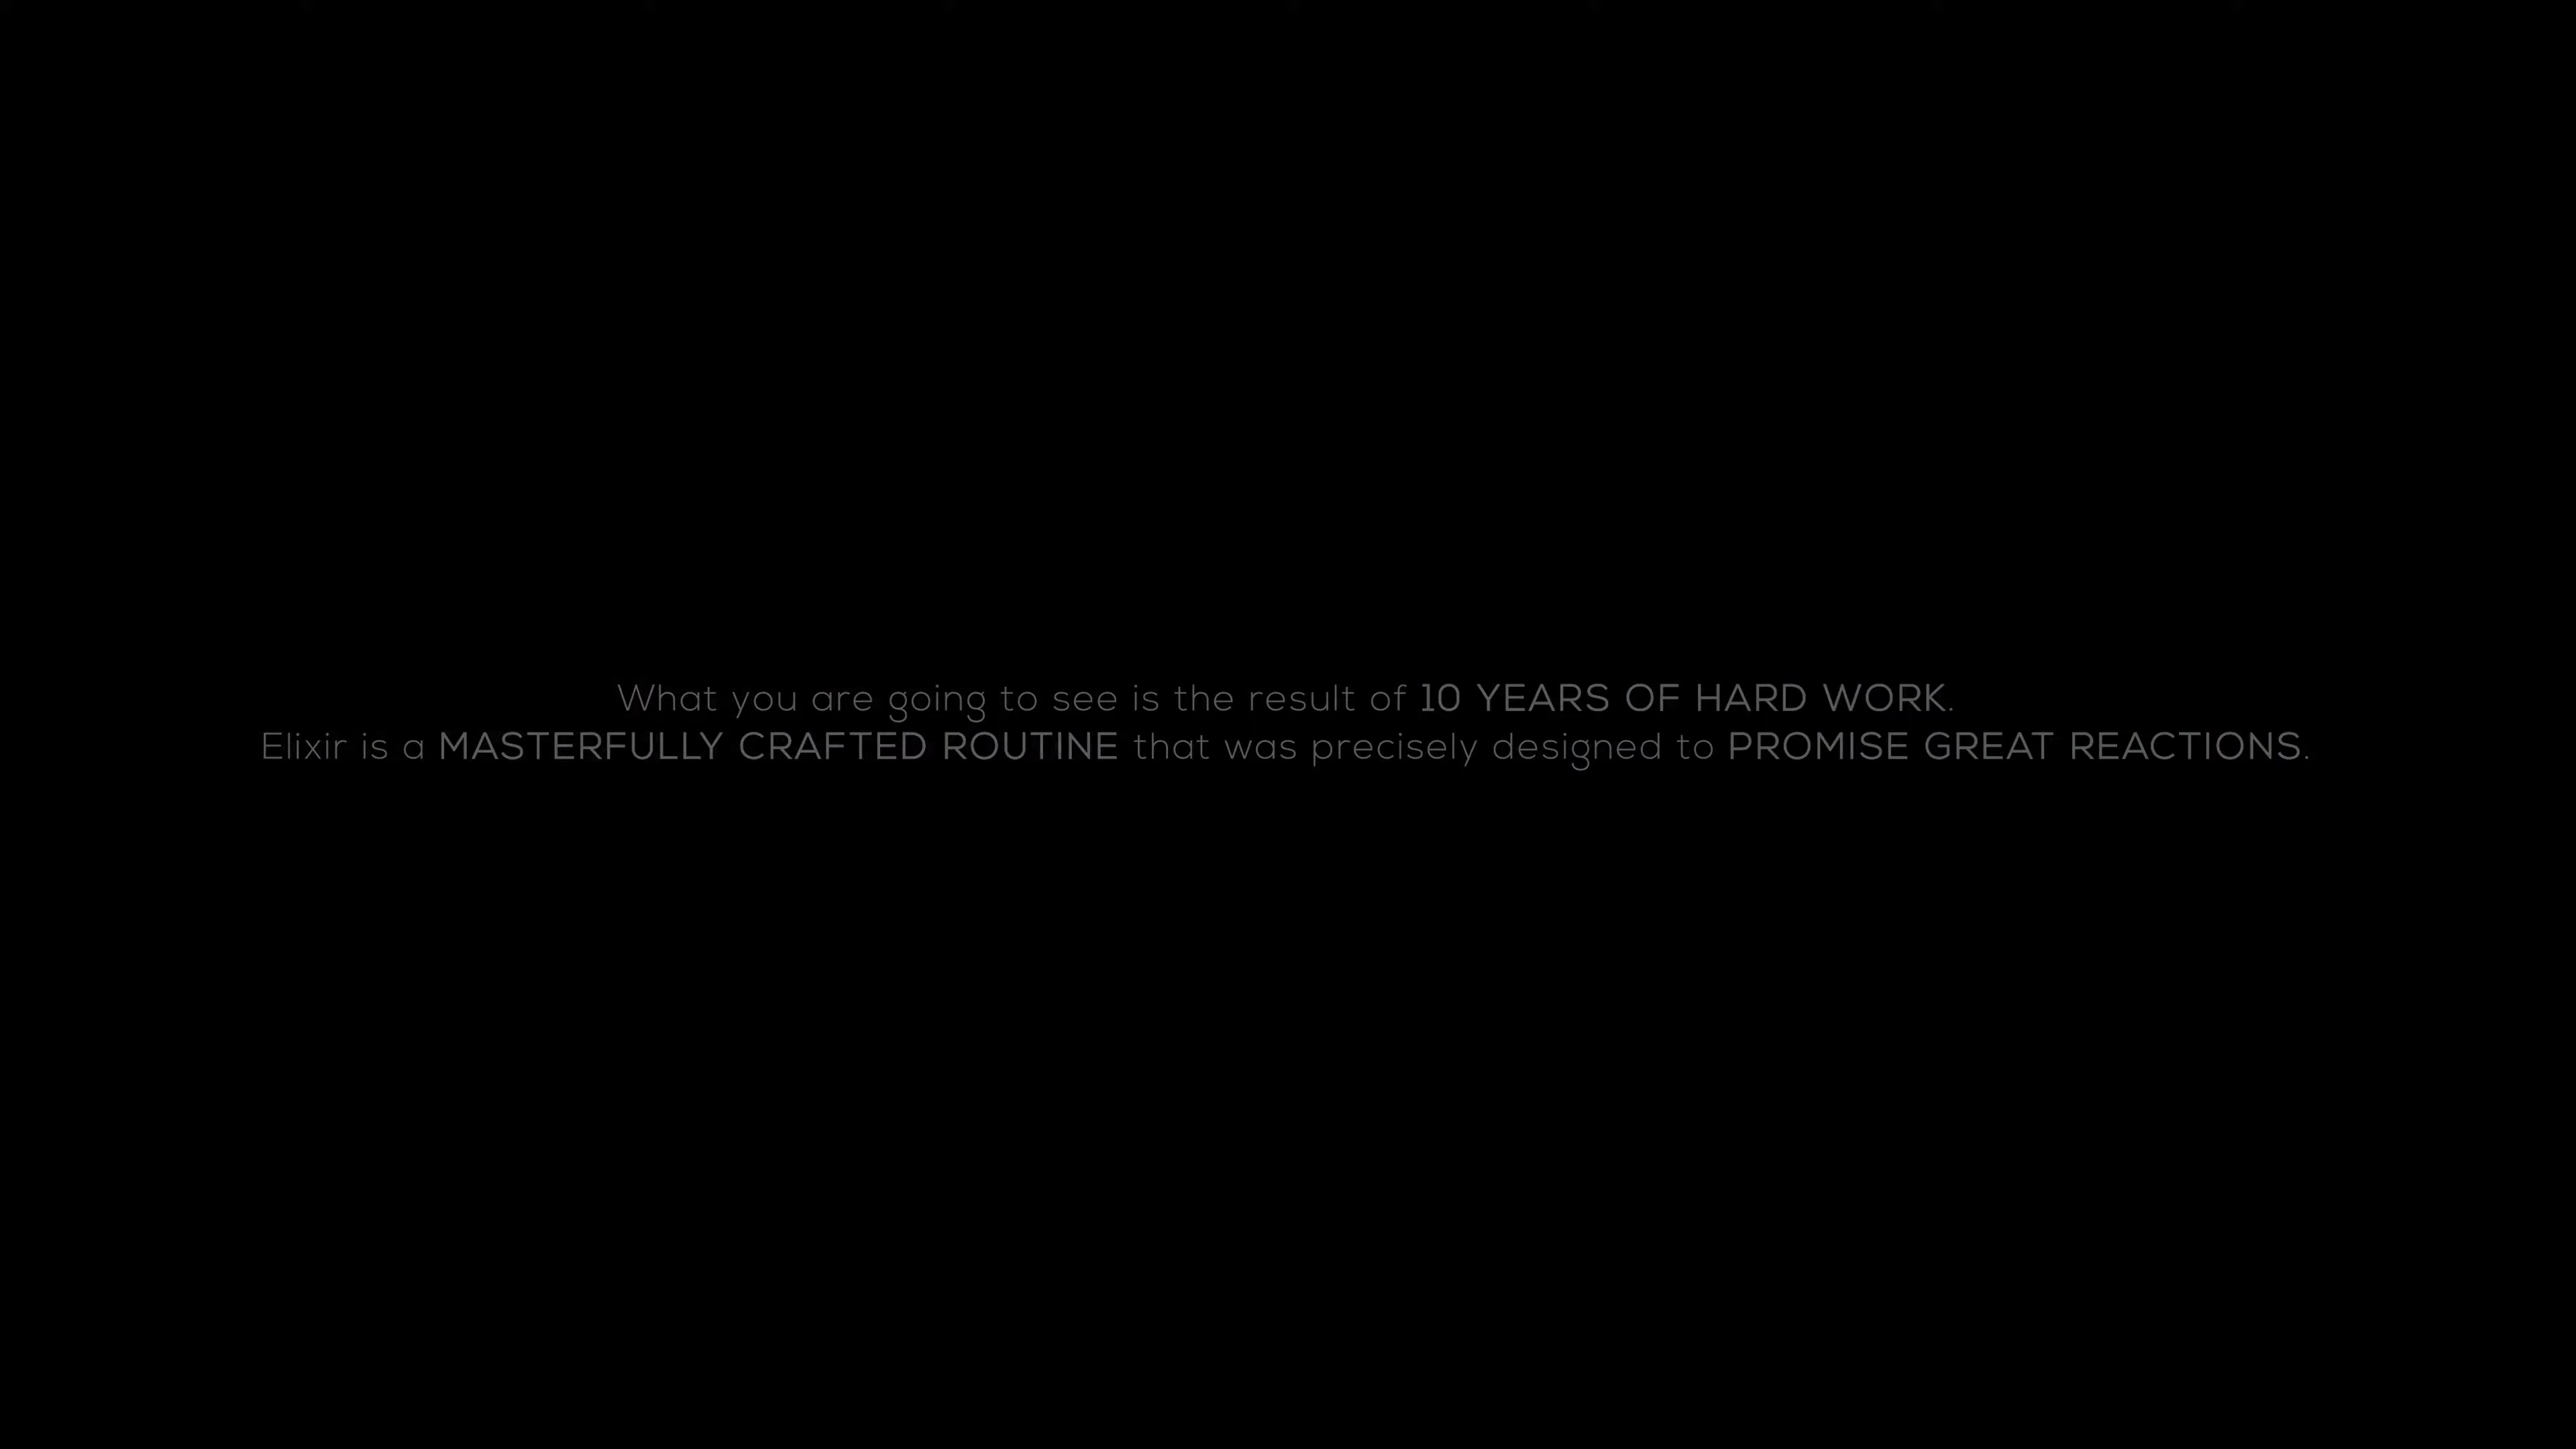 What you are going to see is the result of 10 YEARS OF HARD WORK.
Elixir is a MASTERFULLY CRAFTED ROUTINE that was precisely designed to PROMISE GREAT REACTIONS.